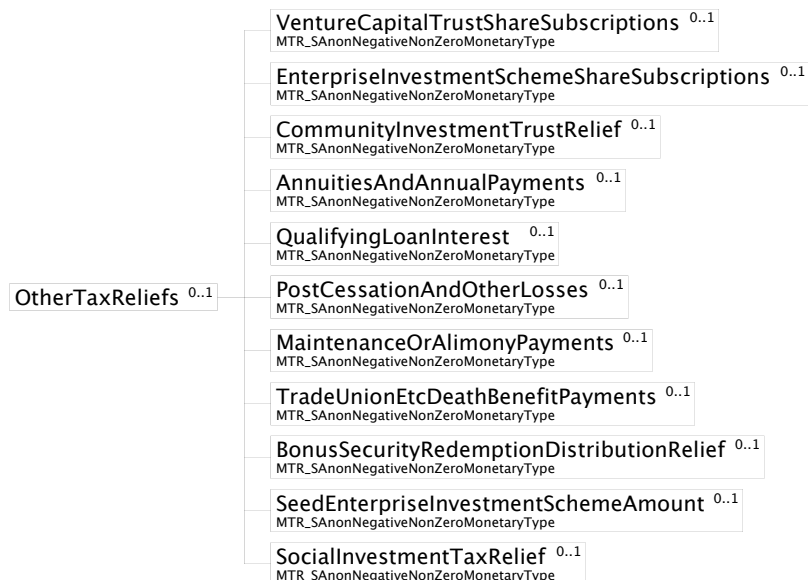 VentureCapitalTrustShareSubscriptions 0..1
MTR_SAnonNegativeNonZeroMonetaryType
EnterpriseInvestmentSchemeShareSubscriptions 0..1
MTR_SAnonNegativeNonZeroMonetaryType
CommunityInvestmentTrustRelief 0..1
MTR_SAnonNegativeNonZeroMonetaryType
AnnuitiesAndAnnualPayments 0..1
MTR_SAnonNegativeNonZeroMonetaryType
QualifyingLoanInterest 0..1
MTR_SAnonNegativeNonZeroMonetaryType
OtherTaxReliefs 0..1
PostCessationAndOtherLosses 0..1
MTR_SAnonNegativeNonZeroMonetaryType
MaintenanceOrAlimonyPayments 0..1
MTR_SAnonNegativeNonZeroMonetaryType
TradeUnionEtcDeathBenefitPayments 0..1
MTR_SAnonNegativeNonZeroMonetaryType
BonusSecurityRedemptionDistributionRelief 0..1
MTR_SAnonNegativeNonZeroMonetaryType
SeedEnterpriseInvestmentSchemeAmount 0..1
MTR_SAnonNegativeNonZeroMonetaryType
SocialInvestmentTaxRelief 0..1
MTR_SAnonNegativeNonZeroMonetaryType